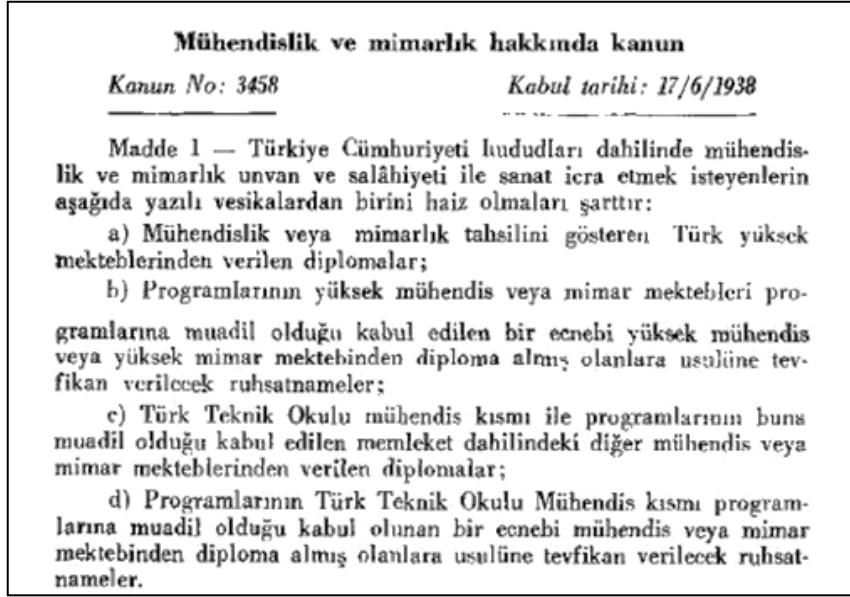 Mühendislik ve mimarlık hakkında kanun
Kanun No: 3458 Kabul tarihi: 17/6/1938
Madde 1 — Türkiye Cümhuriyeti hududları dahilinde mühendis-
lik ve mimarlık unvan ve salâhiyeti ile sanat icra etmek isteyenlerin
aşağıda yazılı vesikalardan birini haiz olmaları şarttır:
a) Mühendislik veya mimarlık tahsilini gösteren Türk yüksek
mekteblerinden verilen diplomalar;
b) Programlarının yüksek mühendis veya mimar mektebleri pro-
gramlarına muadil olduğu kabul edilen bir ecnebi yüksek mühendis
veya yüksek mimar mektebinden diploma almış olanlara usulüne tev-
fikan verilecek ruhsatnameler;
c) Türk Teknik Okulu mühendis kısmı ile programlarının buna
muadil olduğu kabul edilen memleket dahilindeki diğer mühendis veya
mimar mekteblerinden verilen diplomalar;
d) Programlarının Türk Teknik Okulu Mühendis kısmı program-
larına muadil olduğu kabul olunan bir ecnebi mühendis veya mimar
mektebinden diploma almış olanlara usulüne tevfikan verilecek ruhsat-
nameler.